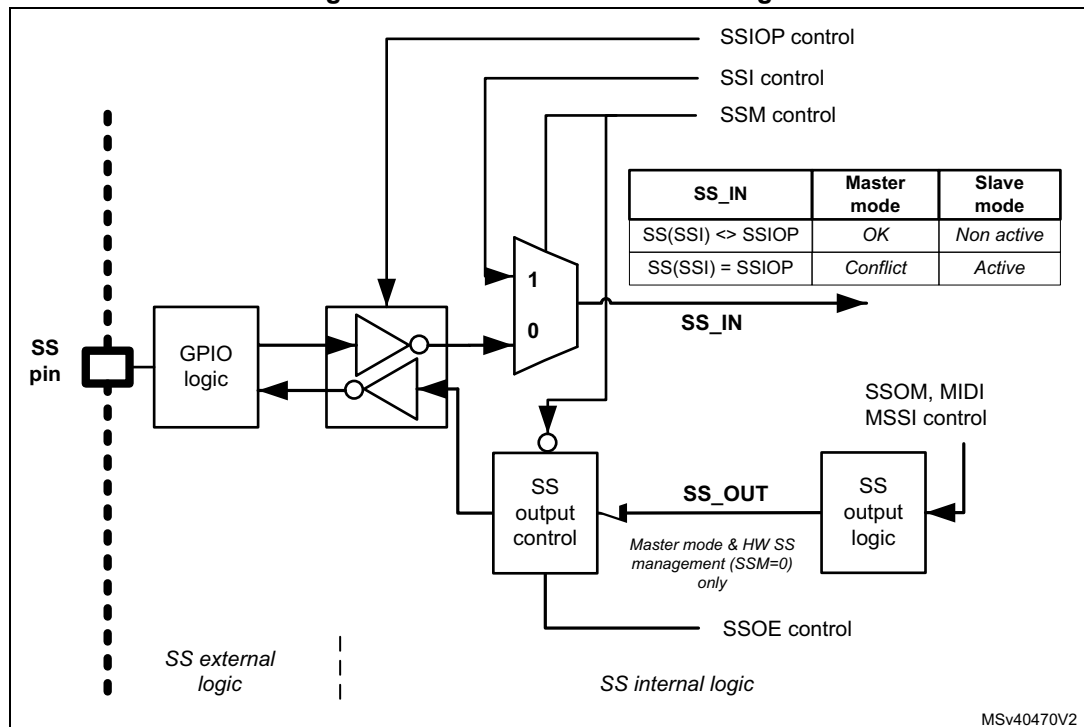 SSIOP control
SSI control
SSM control
SS_IN
Master
mode
Slave
mode
SS(SSI) <> SSIOP
OK
Non active
SS(SSI) = SSIOP
Conflict
Active
1
0
SS_IN
SS
pin
GPIO
logic
SSOM, MIDI
MSSI control
SS
output
control
SS_OUT
SS
output
logic
Master mode & HW SS
management (SSM=0)
only
SSOE control
SS external
logic
SS internal logic
MSv40470V2